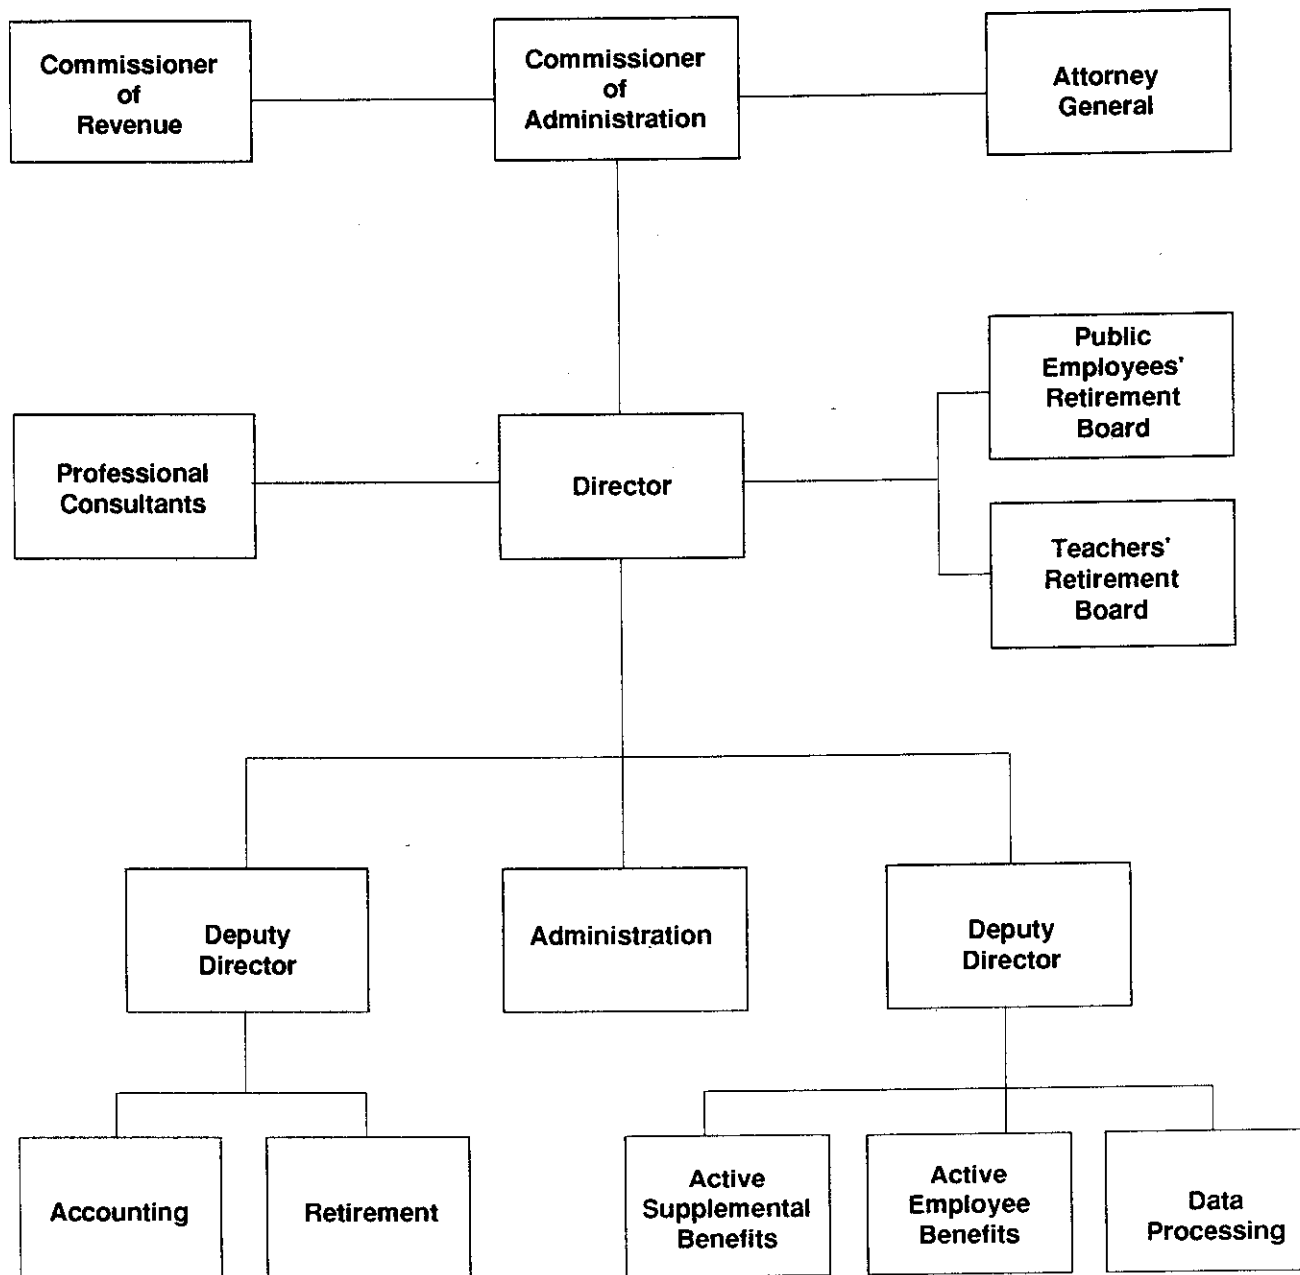 Commissioner
of
Revenue
Commissioner
of
Administration
Attorney
General
Public
Employees'
Retirement
Board
Professional
Consultants
Director
Teachers'
Retirement
Board
Deputy
Director
Administration
Deputy
Director
Accounting
Retirement
Active
Supplemental
Benefits
Active
Employee
Benefits
Data
Processing